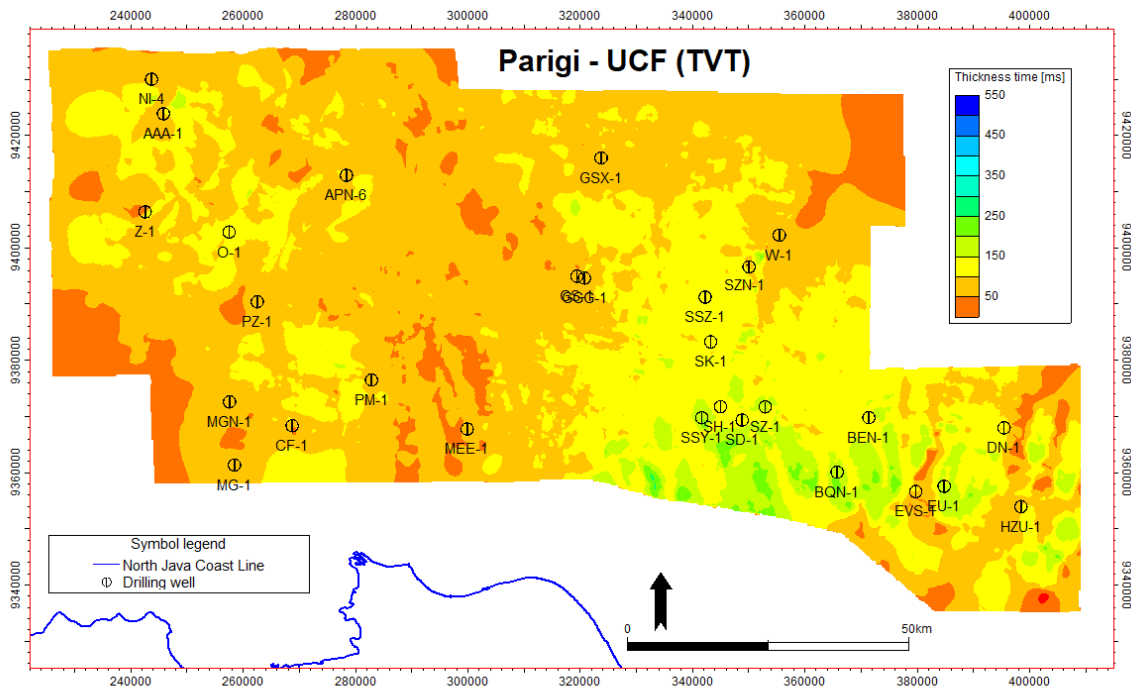 240000 260000 280000 300000 320000 340000 360000 380000 400000
Parigi - UCF (TVT)
Thickness time [ms]
550
450
350
250
150
50
9420000
9400000
9380000
9360000
9340000
9420000
9400000
9380000
9360000
9340000
NI-4
AAA-1
APN-6
GSX-1
Z-1
O-1
W-1
SZN-1
GGG-1
PZ-1
SSZ-1
SK-1
PM-1
MGN-1
CF-1
MEE-1
SSY-1
SH-1
SD-1
SZ-1
BEN-1
DN-1
MG-1
BQN-1
EVS-1
EU-1
HZU-1
Symbol legend
North Java Coast Line
Drilling well
0 50km
240000 260000 280000 300000 320000 340000 360000 380000 400000